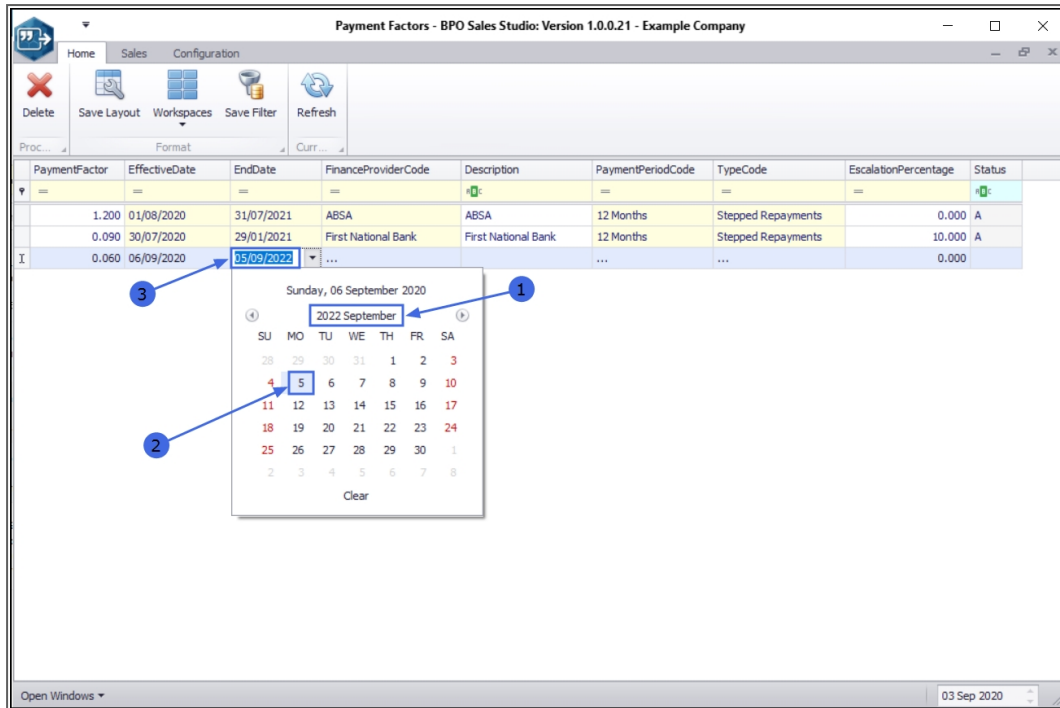 Payment Factors - BPO Sales Studio: Version 1.0.0.21 - Example Company
Home Sales Configuration
Delete Save Layout Workspaces Save Filter Refresh
Proc... Format Curr...
PaymentFactor EffectiveDate EndDate FinanceProviderCode Description PaymentPeriodCode TypeCode EscalationPercentage Status
= = = = = = =
1.200 01/08/2020 31/07/2021 ABSA ABSA 12 Months Stepped Repayments 0.000 A
0.090 30/07/2020 29/01/2021 First National Bank First National Bank 12 Months Stepped Repayments 10.000 A
0.060 06/09/2020 05/09/2022 ... ... ... 0.000
3
Sunday, 06 September 2020
1
2022 September
SU MO TU WE TH FR SA
28 29 30 31 1 2 3
4 5 6 7 8 9 10
11 12 13 14 15 16 17
18 19 20 21 22 23 24
2
25 26 27 28 29 30 1
2 3 4 5 6 7 8
Clear
Open Windows 03 Sep 2020